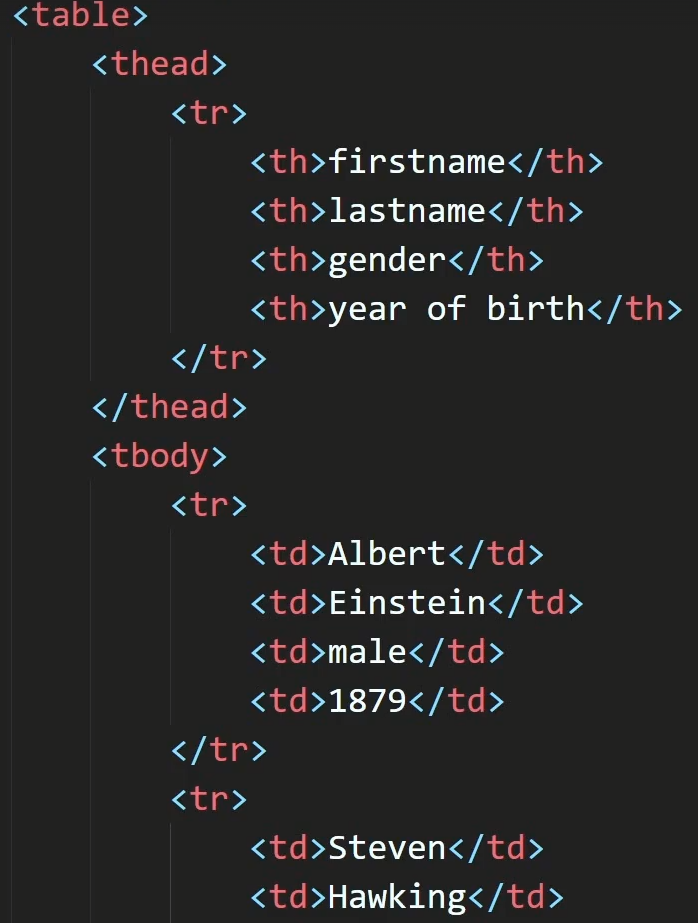 <table>
<thead>
<tr>
<th>firstname</th>
<th>lastname</th>
<th>gender</th>
<th>year of birth</th>
</tr>
</thead>
<tbody>
<tr>
<td>Albert</td>
<td>Einstein</td>
<td>male</td>
<td>1879</td>
</tr>
<tr>
<td>Steven</td>
<td>Hawking</td>